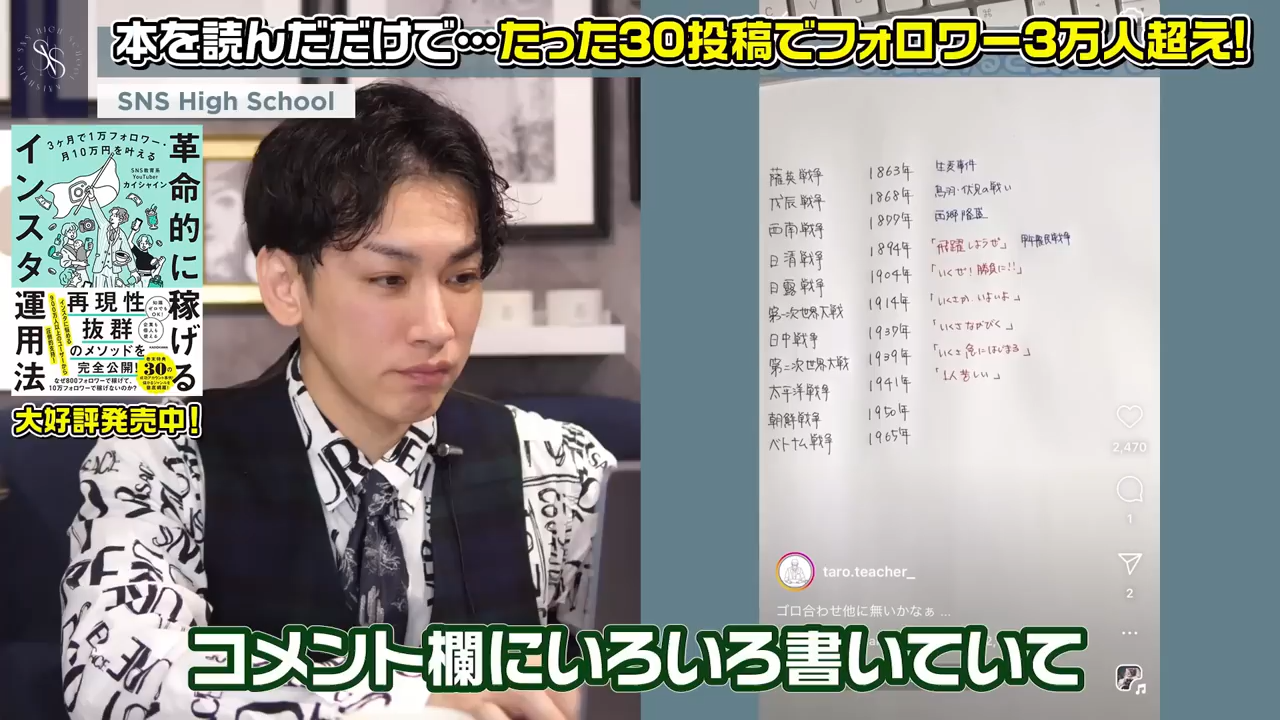 本を読んだだけで…たった30投稿でフォロワー3万人超え!
SNS High School
革命的に稼げる
インスタ運用法
3ヶ月で1万フォロワー・
月10万円を叶える
SNS教育系
YouTuber
カイシャイン
再現性
抜群
のメソッドを
完全公開!
なぜ800フォロワーで稼げて、
10万フォロワーで稼げないのか?
30の
大好評発売中!
薩英戦争 1863年 生麦事件
戊辰戦争 1868年 鳥羽・伏見の戦い
西南戦争 1877年 西郷隆盛
日清戦争 1894年 「飛躍しようぜ」 甲午農民戦争
日露戦争 1904年 「いくぜ!勝負に!!」
第一次世界大戦 1914年 「いくさが いよいよ」
日中戦争 1937年 「いくさながびく」
第二次世界大戦 1939年 「いくさ急にはじまる」
太平洋戦争 1941年 「1人苦しい」
朝鮮戦争 1950年
ベトナム戦争 1965年
2,470
1
2
taro.teacher_
ゴロ合わせ他に無いかなぁ ...
コメント欄にいろいろ書いていて